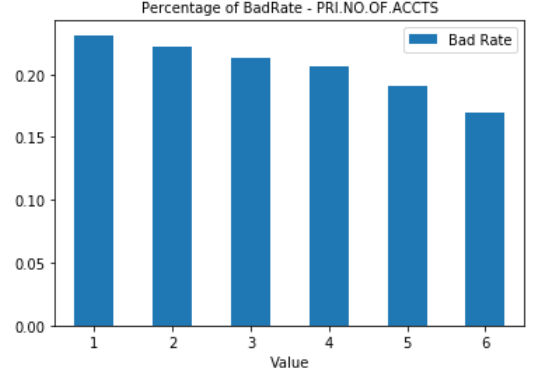 Percentage of BadRate - PRI.NO.OF.ACCTS
Bad Rate
0.20
0.15
0.10
0.05
0.00
1 2 3 4 5 6
Value